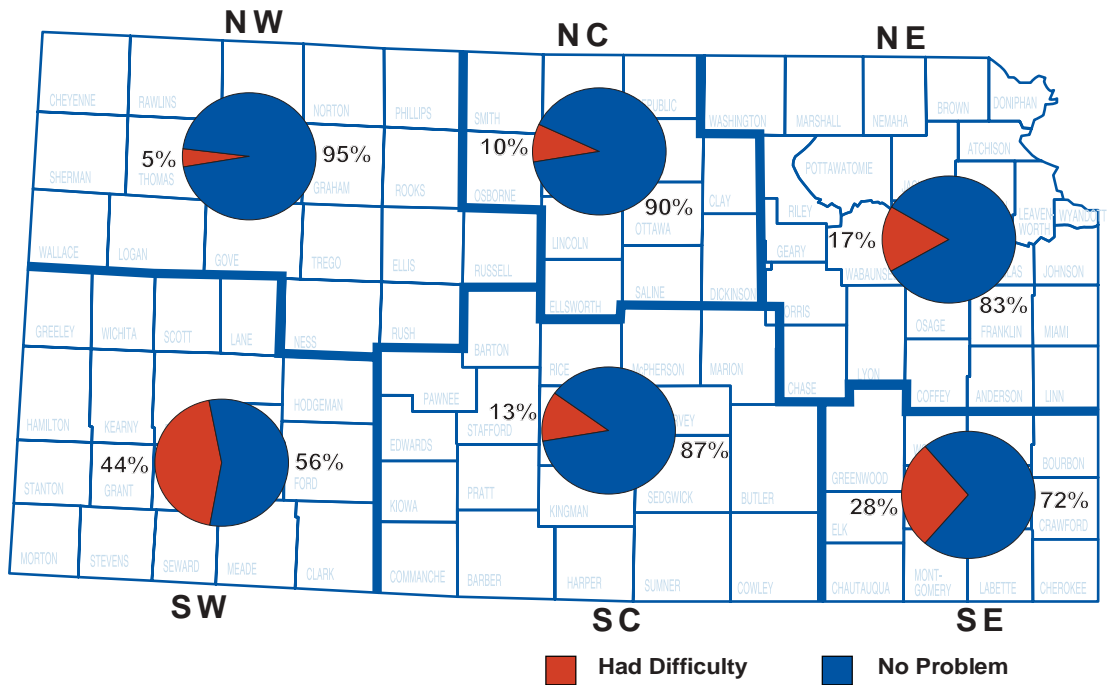 NW NC NE
CHEYENNE RAWLINS NORTON PHILLIPS SMITH WASHINGTON MARSHALL NEMAHA BROWN DONIPHAN
5% 95% 10% 90%
SHERMAN THOMAS GRAHAM ROOKS OSBORNE CLAY POTTAWATOMIE ATCHISON
RILEY WYANDOTT
17% 83%
WALLACE LOGAN GOVE TREGO ELLIS RUSSELL LINCOLN OTTAWA GEARY
ELLSWORTH SALINE DICKINSON JOHNSON
GREELEY WICHITA SCOTT LANE NESS RUSH BARTON RICE McPHERSON MARION CHASE LYON OSAGE FRANKLIN MIAMI
HAMILTON KEARNY HODGEMAN PAWNEE STAFFORD COFFEY ANDERSON LINN
44% 56% 13% 87%
EDWARDS
STANTON GRANT FORD KIOWA PRATT KINGMAN SEDGWICK BUTLER GREENWOOD BOURBON
28% 72%
ELK CRAWFORD
MORTON STEVENS SEWARD MEADE CLARK COMMANCHE BARBER HARPER SUMNER COWLEY CHAUTAUQUA MONT-
GOMERY LABETTE CHEROKEE
SW SC SE
Had Difficulty No Problem